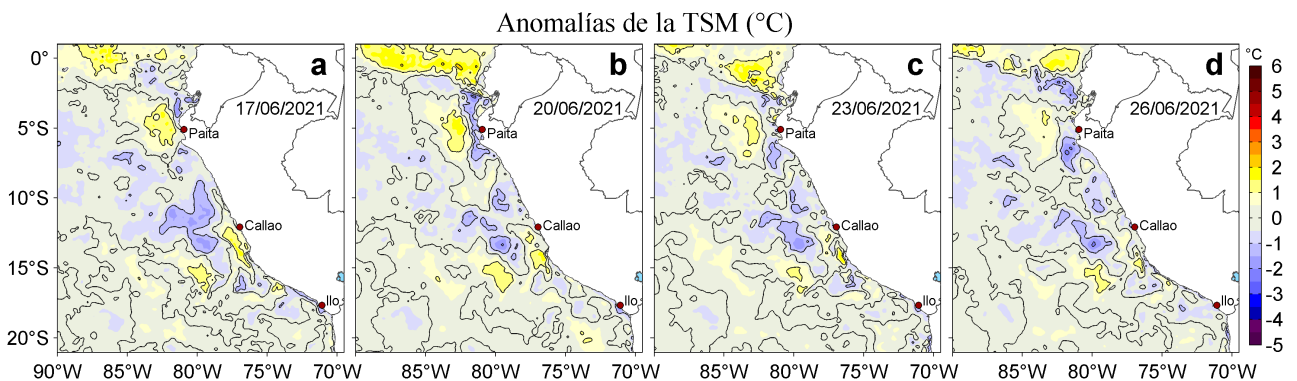 Anomalías de la TSM (°C)
a
17/06/2021
Paita
Callao
Ilo
b
20/06/2021
Paita
Callao
Ilo
c
23/06/2021
Paita
Callao
Ilo
d
26/06/2021
Paita
Callao
Ilo
0°
5°S
10°S
15°S
20°S
90°W 85°W 80°W 75°W 70°W
85°W 80°W 75°W 70°W
85°W 80°W 75°W 70°W
85°W 80°W 75°W 70°W
°C
6
5
4
3
2
1
0
-1
-2
-3
-4
-5